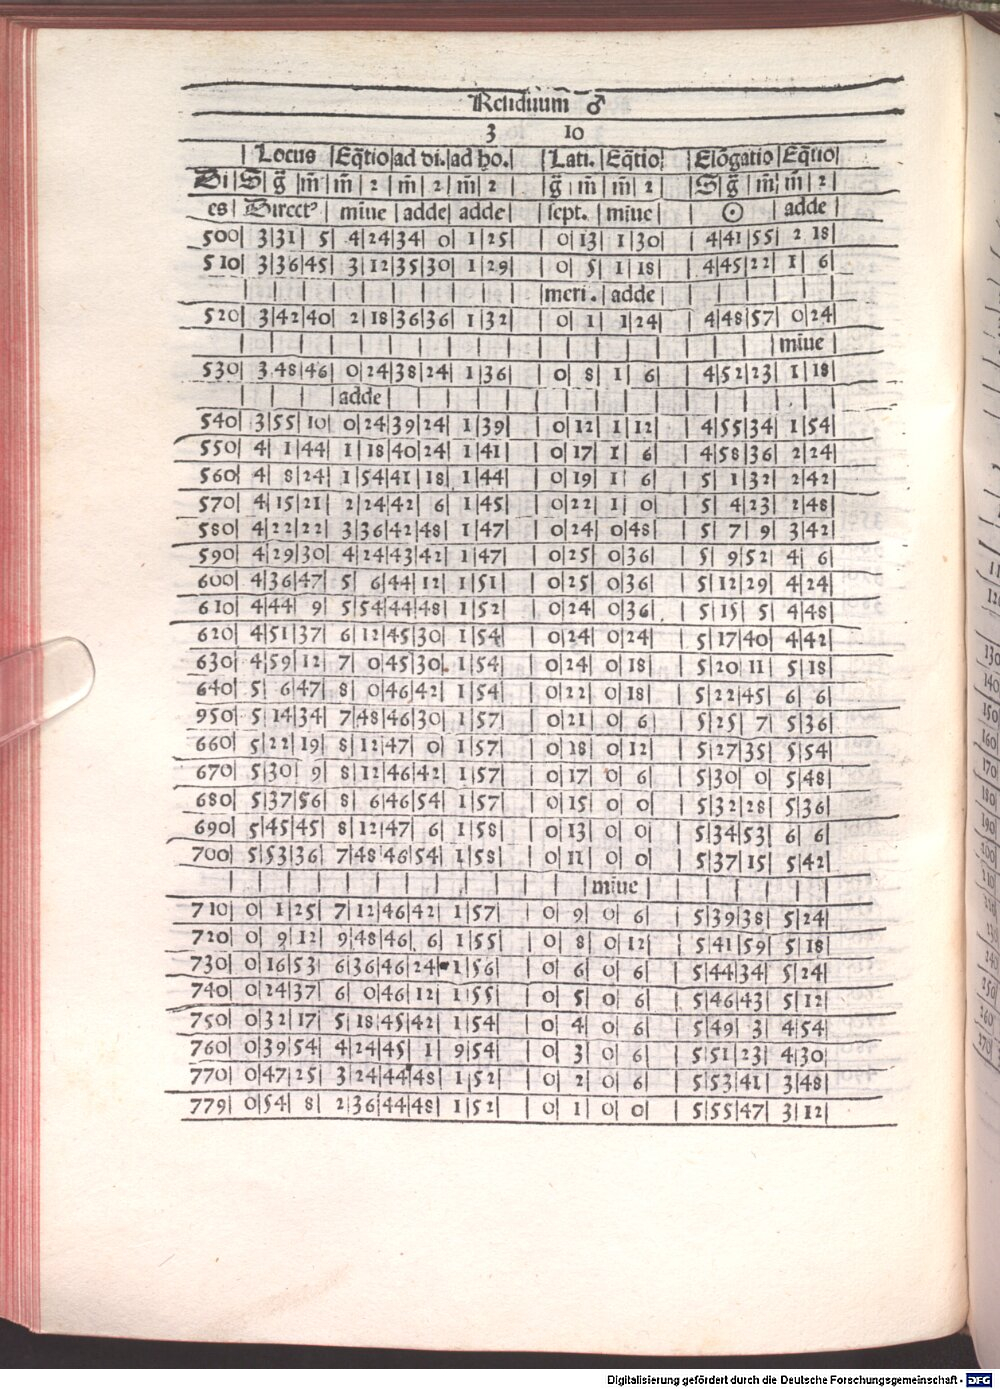 Residuum̄ ♂
3 10
| Locus | Eq̄tio | ad di. | ad ho. | | Lati. | Eq̄tio | | Elōgatio | Eq̄tio |
Di | S | g̃ | m̃ | m̃ | 2 | m̃ | 2 | m̃ | 2 | | g̃ | m̃ | m̃ | 2 | | S | g̃ | m̃ | m̃ | 2 |
es | Direct⁹ | miue | adde | adde | | sept. | miue | | ☉ | adde |
500| 3|31| 5| 4|24|34| 0| 1|25| | 0|13| 1|30| | 4|41|55| 2 18|
510| 3|36|45| 3|12|35|30| 1|29| | 0| 5| 1|18| | 4|45|22| 1| 6|
|meri.| adde |
520| 3|42|40| 2|18|36|36| 1|32| | 0| 1| 1|24| | 4|48|57| 0|24|
| miue |
530| 3 48|46| 0|24|38|24| 1|36| | 0| 8| 1| 6| | 4|52|23| 1|18|
|adde|
540| 3|55|10| 0|24|39|24| 1|39| | 0|12| 1|12| | 4|55|34| 1|54|
550| 4| 1|44| 1|18|40|24| 1|41| | 0|17| 1| 6| | 4|58|36| 2|24|
560| 4| 8|24| 1|54|41|18| 1|44| | 0|19| 1| 6| | 5| 1|32| 2|42|
570| 4|15|21| 2|24|42| 6| 1|45| | 0|22| 1| 0| | 5| 4|23| 2|48|
580| 4|22|22| 3|36|42|48| 1|47| | 0|24| 0|48| | 5| 7| 9| 3|42|
590| 4|29|30| 4|24|43|42| 1|47| | 0|25| 0|36| | 5| 9|52| 4| 6|
600| 4|36|47| 5| 6|44|12| 1|51| | 0|25| 0|36| | 5|12|29| 4|24|
610| 4|44| 9| 5|54|44|48| 1|52| | 0|24| 0|36| | 5|15| 5| 4|48|
620| 4|51|37| 6|12|45|30| 1|54| | 0|24| 0|24| | 5|17|40| 4|42|
630| 4|59|12| 7| 0|45|30| 1|54| | 0|24| 0|18| | 5|20|11| 5|18|
640| 5| 6|47| 8| 0|46|42| 1|54| | 0|22| 0|18| | 5|22|45| 6| 6|
950| 5|14|34| 7|48|46|30| 1|57| | 0|21| 0| 6| | 5|25| 7| 5|36|
660| 5|22|19| 8|12|47| 0| 1|57| | 0|18| 0|12| | 5|27|35| 5|54|
670| 5|30| 9| 8|12|46|42| 1|57| | 0|17| 0| 6| | 5|30| 0| 5|48|
680| 5|37|56| 8| 6|46|54| 1|57| | 0|15| 0| 0| | 5|32|28| 5|36|
690| 5|45|45| 8|12|47| 6| 1|58| | 0|13| 0| 0| | 5|34|53| 6| 6|
700| 5|53|36| 7|48|46|54| 1|58| | 0|11| 0| 0| | 5|37|15| 5|42|
| miue |
710| 0| 1|25| 7|12|46|42| 1|57| | 0| 9| 0| 6| | 5|39|38| 5|24|
720| 0| 9|12| 9|48|46| 6| 1|55| | 0| 8| 0|12| | 5|41|59| 5|18|
730| 0|16|53| 6|36|46|24| 1|56| | 0| 6| 0| 6| | 5|44|34| 5|24|
740| 0|24|37| 6| 0|46|12| 1|55| | 0| 5| 0| 6| | 5|46|43| 5|12|
750| 0|32|17| 5|18|45|42| 1|54| | 0| 4| 0| 6| | 5|49| 3| 4|54|
760| 0|39|54| 4|24|45| 1| 9|54| | 0| 3| 0| 6| | 5|51|23| 4|30|
770| 0|47|25| 3|24|44|48| 1|52| | 0| 2| 0| 6| | 5|53|41| 3|48|
779| 0|54| 8| 2|36|44|48| 1|52| | 0| 1| 0| 0| | 5|55|47| 3|12|
Digitalisierung gefördert durch die Deutsche Forschungsgemeinschaft - DFG